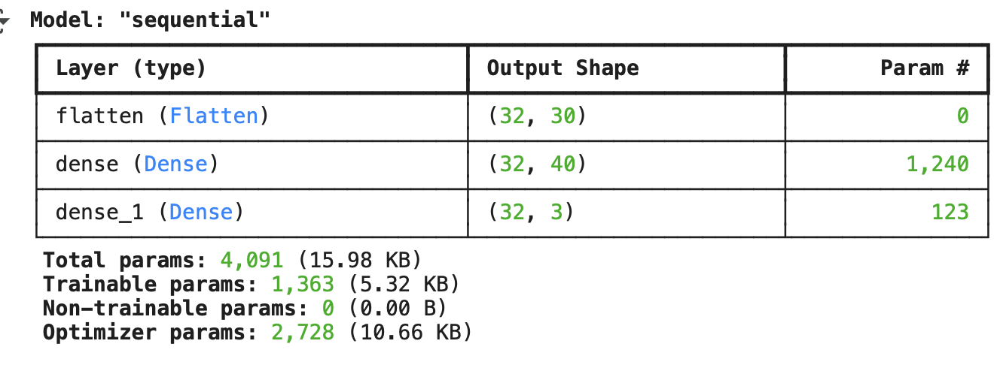 Model: "sequential"
Layer (type) Output Shape Param #
flatten (Flatten) (32, 30) 0
dense (Dense) (32, 40) 1,240
dense_1 (Dense) (32, 3) 123
Total params: 4,091 (15.98 KB)
Trainable params: 1,363 (5.32 KB)
Non-trainable params: 0 (0.00 B)
Optimizer params: 2,728 (10.66 KB)